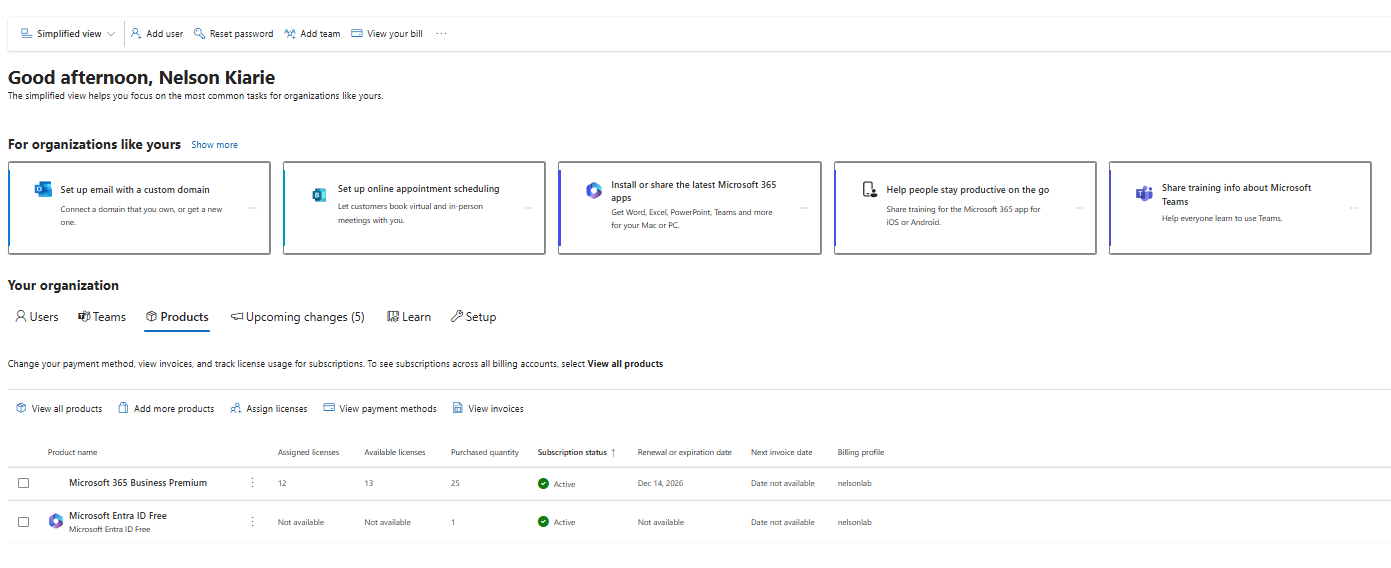 Simplified view Add user Reset password Add team View your bill ...
Good afternoon, Nelson Kiarie
The simplified view helps you focus on the most common tasks for organizations like yours.
For organizations like yours Show more
Set up email with a custom domain
Connect a domain that you own, or get a new
one.
Set up online appointment scheduling
Let customers book virtual and in-person
meetings with you.
Install or share the latest Microsoft 365
apps
Get Word, Excel, PowerPoint, Teams and more
for your Mac or PC.
Help people stay productive on the go
Share training for the Microsoft 365 app for
iOS or Android.
Share training info about Microsoft
Teams
Help everyone learn to use Teams.
Your organization
Users Teams Products Upcoming changes (5) Learn Setup
Change your payment method, view invoices, and track license usage for subscriptions. To see subscriptions across all billing accounts, select View all products
View all products Add more products Assign licenses View payment methods View invoices
Product name Assigned licenses Available licenses Purchased quantity Subscription status ↑ Renewal or expiration date Next invoice date Billing profile
Microsoft 365 Business Premium 12 13 25 Active Dec 14, 2026 Date not available nelsonlab
Microsoft Entra ID Free
Microsoft Entra ID Free Not available Not available 1 Active Not available Date not available nelsonlab